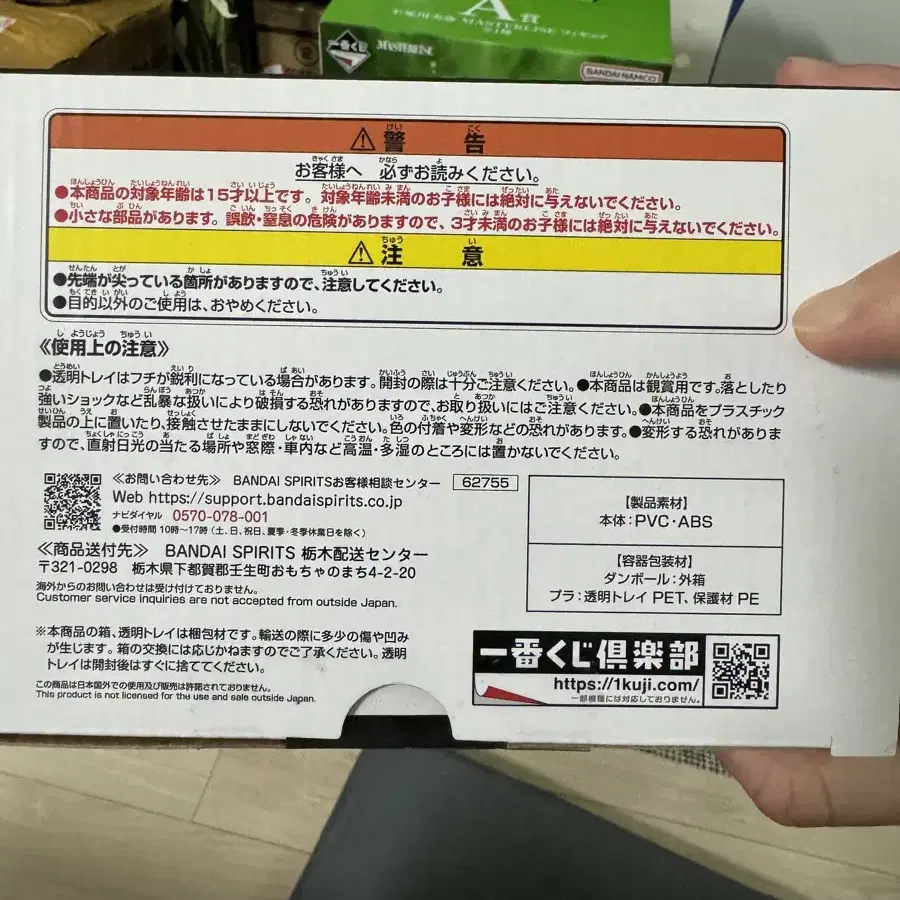 A賞
MASTERLISE フィギュア
一番くじ
MASTERLISE
BANDAI NAMCO
⚠警告
お客様へ 必ずお読みください。
●本商品の対象年齢は15才以上です。対象年齢未満のお子様には絶対に与えないでください。
●小さな部品があります。誤飲・窒息の危険がありますので、3才未満のお子様には絶対に与えないでください。
⚠注意
●先端が尖っている箇所がありますので、注意してください。
●目的以外のご使用は、おやめください。
《使用上の注意》
●透明トレイはフチが鋭利になっている場合があります。開封の際は十分ご注意ください。●本商品は観賞用です。落としたり
強いショックなど乱暴な扱いにより破損する恐れがありますので、お取り扱いにはご注意ください。●本商品をプラスチック
製品の上に置いたり、接触させたままにしないでください。色の付着や変形などの恐れがあります。●変形する恐れがありま
すので、直射日光の当たる場所や窓際・車内など高温・多湿のところには置かないでください。
《お問い合わせ先》 BANDAI SPIRITSお客様相談センター 62755
Web https://support.bandaispirits.co.jp
ナビダイヤル 0570-078-001
●受付時間 10時〜17時(土、日、祝日、夏季・冬季休業日を除く)
《商品送付先》 BANDAI SPIRITS 栃木配送センター
〒321-0298 栃木県下都賀郡壬生町おもちゃのまち4-2-20
海外からのお問い合わせは受け付けておりません。
Customer service inquiries are not accepted from outside Japan.
【製品素材】
本体:PVC・ABS
【容器包装材】
ダンボール:外箱
プラ:透明トレイ PET、保護材 PE
※本商品の箱、透明トレイは梱包材です。輸送の際に多少の傷や凹み
が生じます。箱の交換には応じかねますのでご了承ください。透明
トレイは開封後はすぐに捨ててください。
この商品は日本国外での使用及び販売は許諾されておりません。
This product is not licensed for the use and sale outside Japan.
一番くじ倶楽部
https://1kuji.com/
一部機種には対応しておりません。